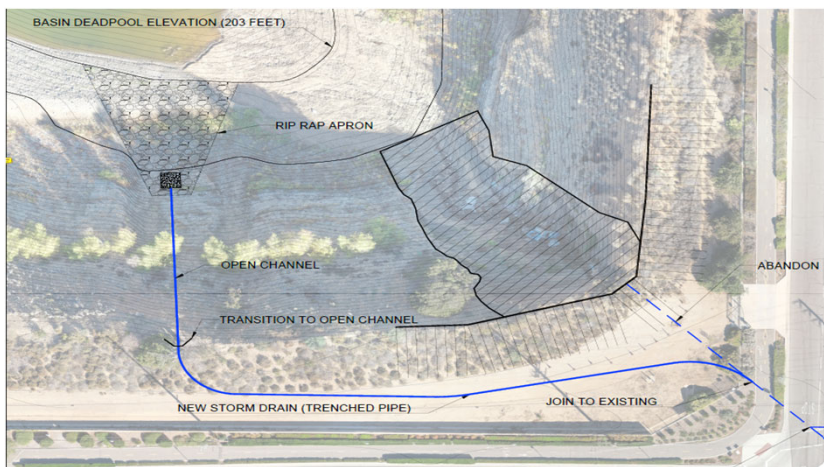 BASIN DEADPOOL ELEVATION (203 FEET)
RIP RAP APRON
OPEN CHANNEL
ABANDON
TRANSITION TO OPEN CHANNEL
NEW STORM DRAIN (TRENCHED PIPE)
JOIN TO EXISTING